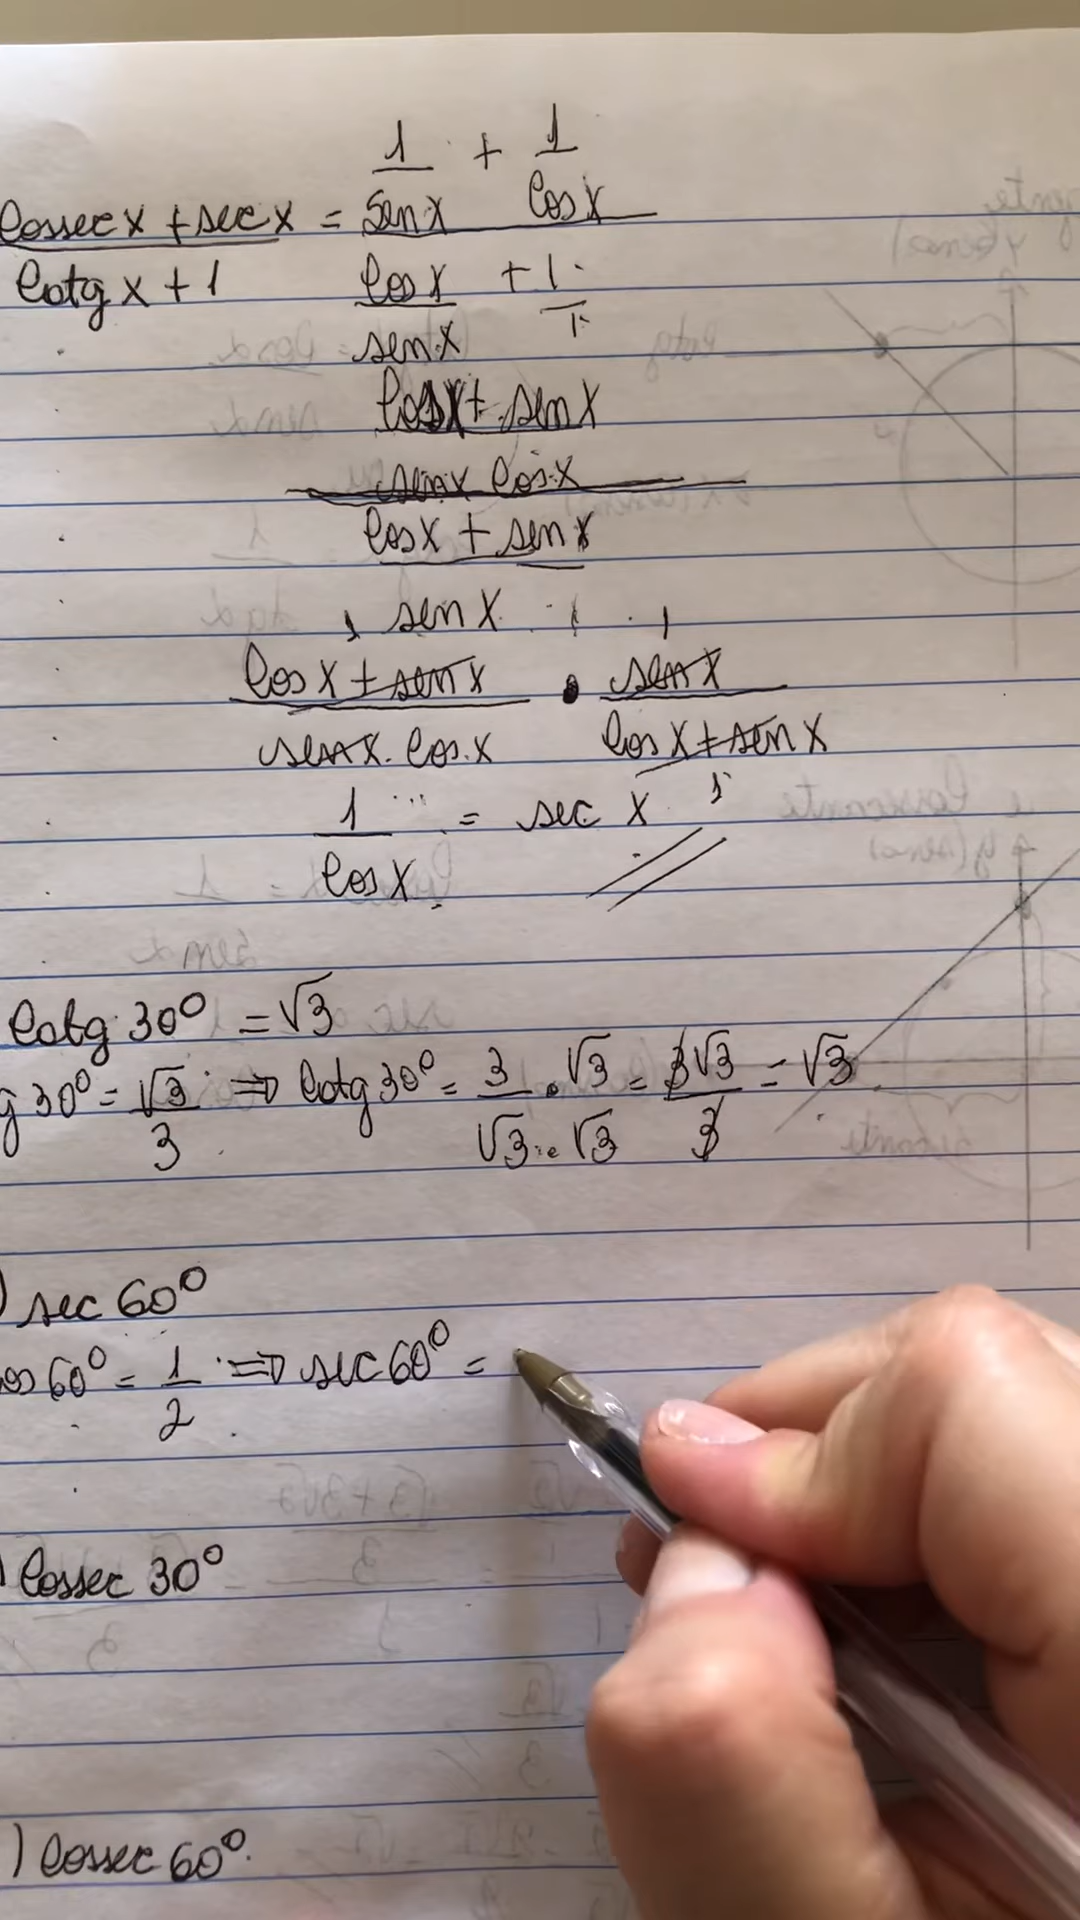 1 + 1
cossec x + sec x = sen x cos x
cotg x + 1 cos x + 1
sen x 1
cos x + sen x
sen x cos x
cos x + sen x
sen x
cos x + sen x • sen x
sen x . cos x cos x + sen x
1 = sec x
cos x
cotg 30° = √3
g 30° = √3 ⇒ cotg 30° = 3 . √3 = 3√3 = √3
3 √3 . √3 3
) sec 60°
os 60° = 1 ⇒ sec 60° =
2
) cossec 30°
) cossec 60°.